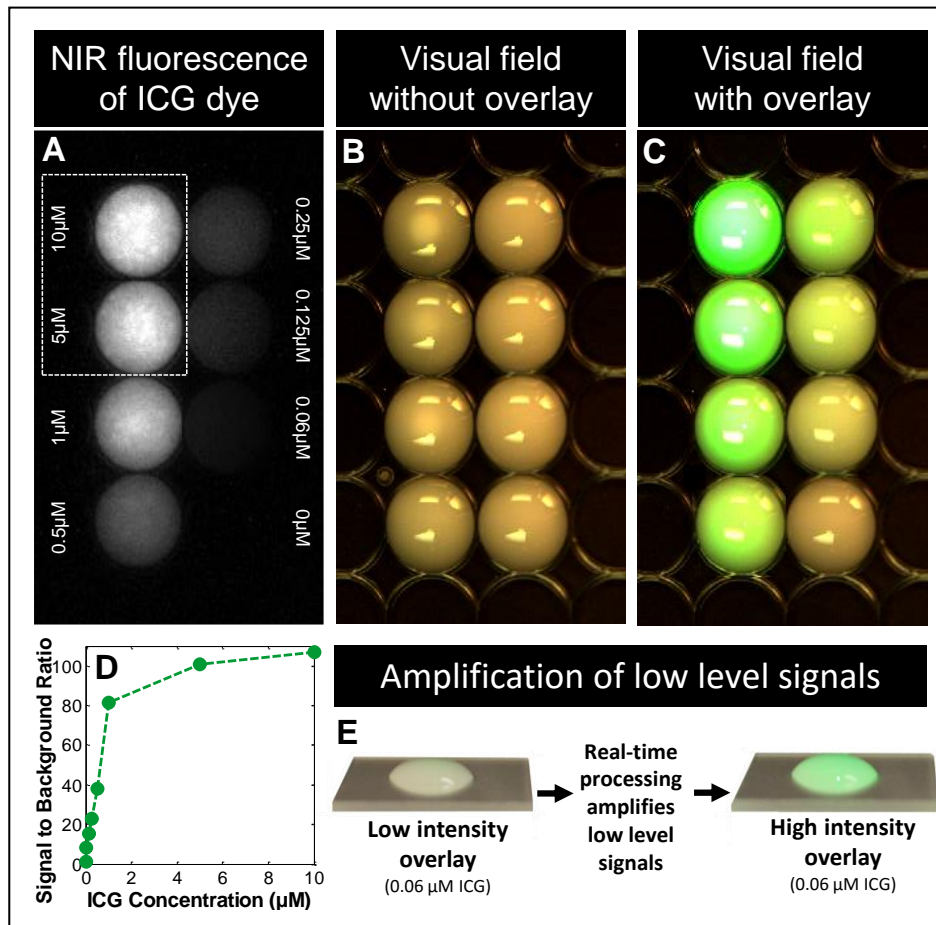 NIR fluorescence
of ICG dye
Visual field
without overlay
Visual field
with overlay
A
10µM
5µM
1µM
0.5µM
0.25µM
0.125µM
0.06µM
0µM
B
C
D
Signal to Background Ratio
100
80
60
40
20
0
0
2
4
6
8
10
ICG Concentration (µM)
Amplification of low level signals
E
Low intensity
overlay
(0.06 µM ICG)
Real-time
processing
amplifies
low level
signals
High intensity
overlay
(0.06 µM ICG)